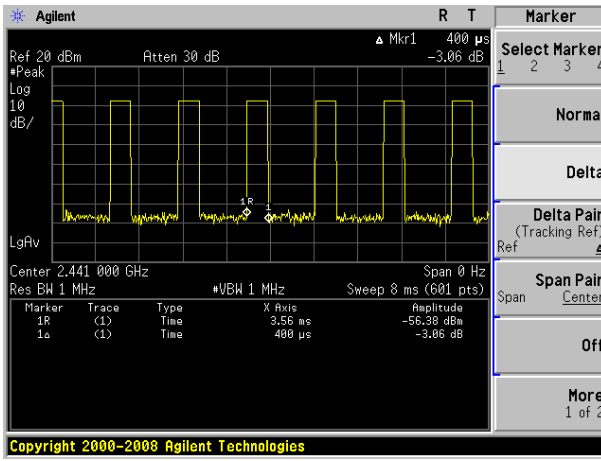 Agilent R T Marker
Δ Mkr1 400 µs
Ref 20 dBm Atten 30 dB -3.06 dB
#Peak
Log
10
dB/
1R 1
LgAv
Center 2.441 000 GHz Span 0 Hz
Res BW 1 MHz #VBW 1 MHz Sweep 8 ms (601 pts)
Marker Trace Type X Axis Amplitude
1R (1) Time 3.56 ms -56.38 dBm
1Δ (1) Time 400 µs -3.06 dB
Select Marker
1 2 3 4
Norma
Delta
Delta Pair
(Tracking Ref)
Ref Δ
Span Pair
Span Center
Off
More
1 of 2
Copyright 2000-2008 Agilent Technologies